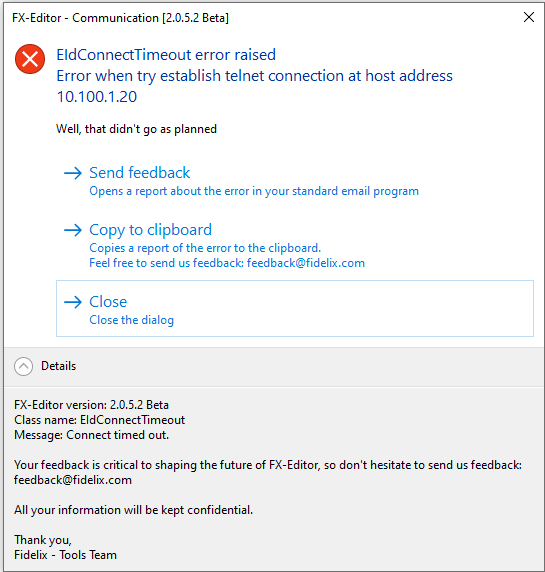 FX-Editor - Communication [2.0.5.2 Beta]
EIdConnectTimeout error raised
Error when try establish telnet connection at host address
10.100.1.20
Well, that didn't go as planned
Send feedback
Opens a report about the error in your standard email program
Copy to clipboard
Copies a report of the error to the clipboard.
Feel free to send us feedback: feedback@fidelix.com
Close
Close the dialog
Details
FX-Editor version: 2.0.5.2 Beta
Class name: EIdConnectTimeout
Message: Connect timed out.
Your feedback is critical to shaping the future of FX-Editor, so don't hesitate to send us feedback:
feedback@fidelix.com
All your information will be kept confidential.
Thank you,
Fidelix - Tools Team